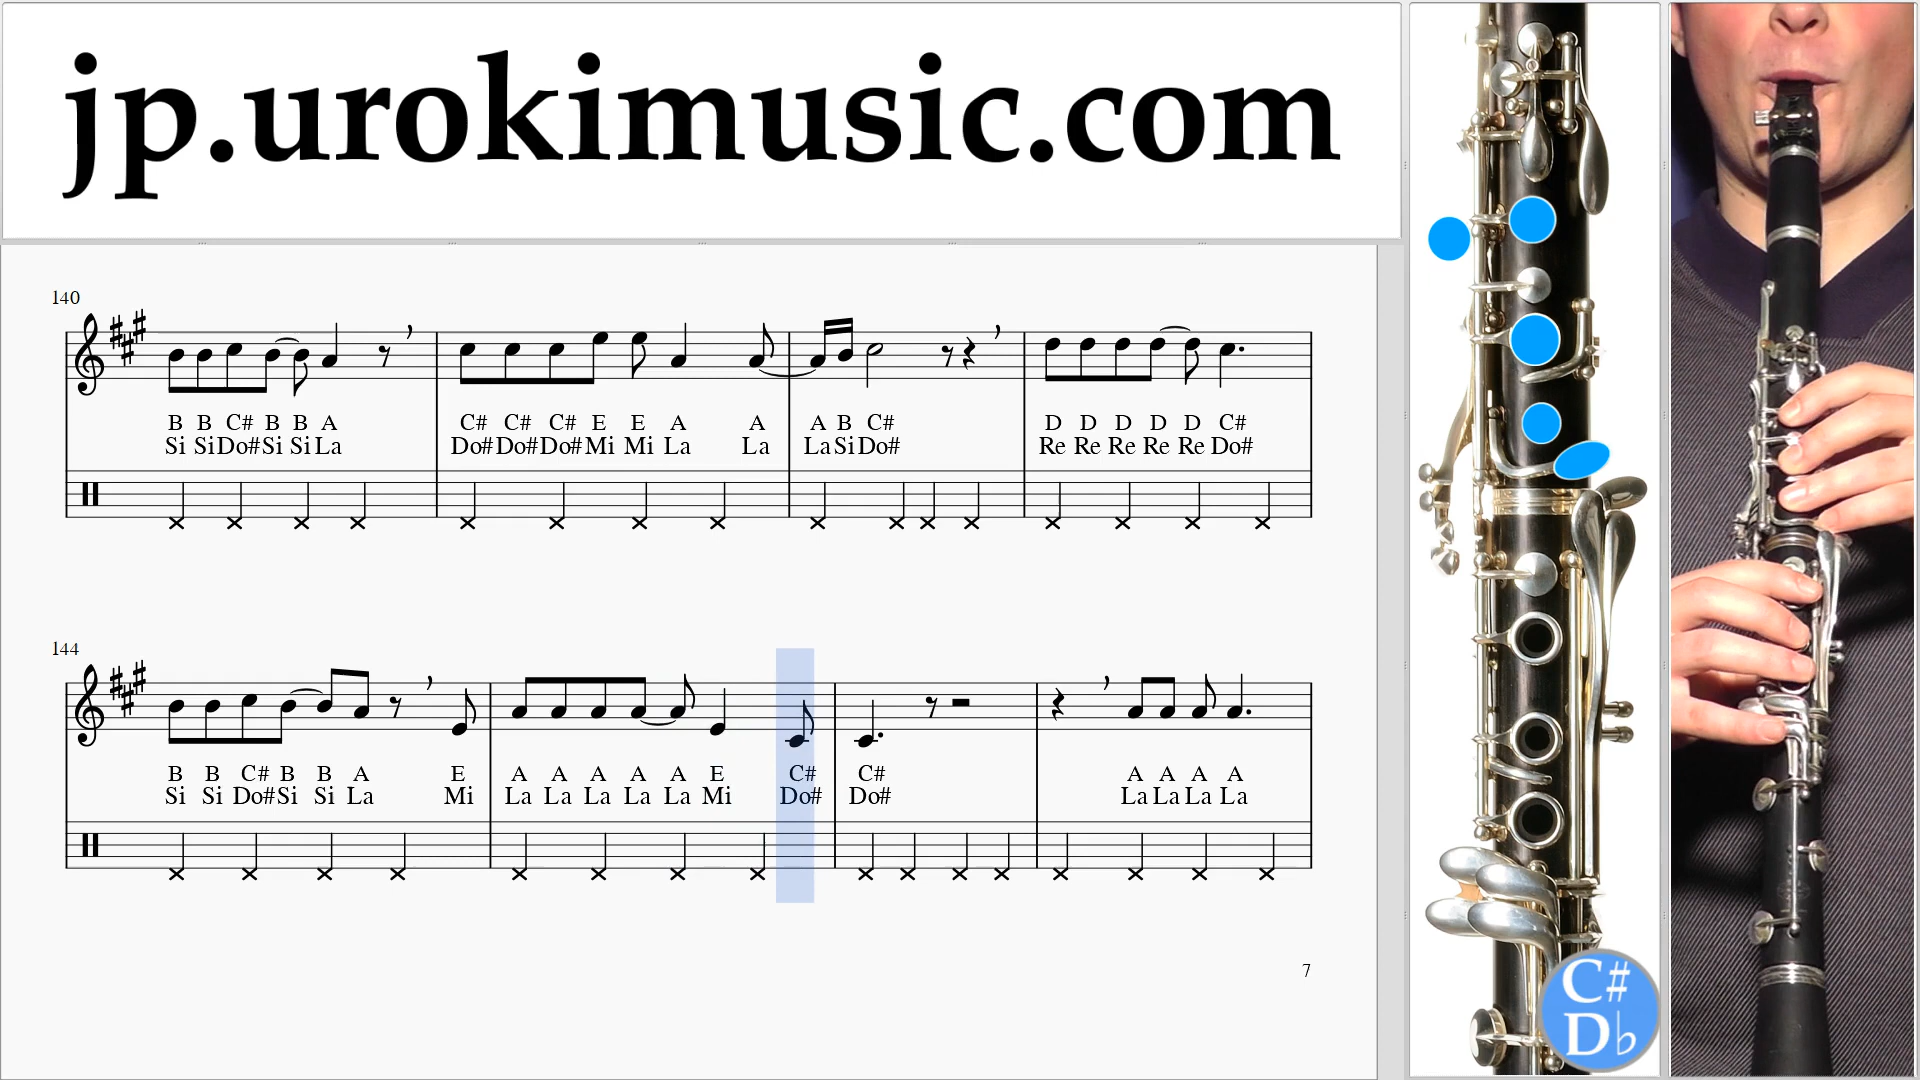 jp.urokimusic.com
140
B B C# B B A C# C# C# E E A A A B C# D D D D D C#
Si Si Do# Si Si La Do# Do# Do# Mi Mi La La La Si Do# Re Re Re Re Re Do#
144
B B C# B B A E A A A A A E C# C# A A A A
Si Si Do# Si Si La Mi La La La La La Mi Do# Do# La La La La
7
C#
D♭